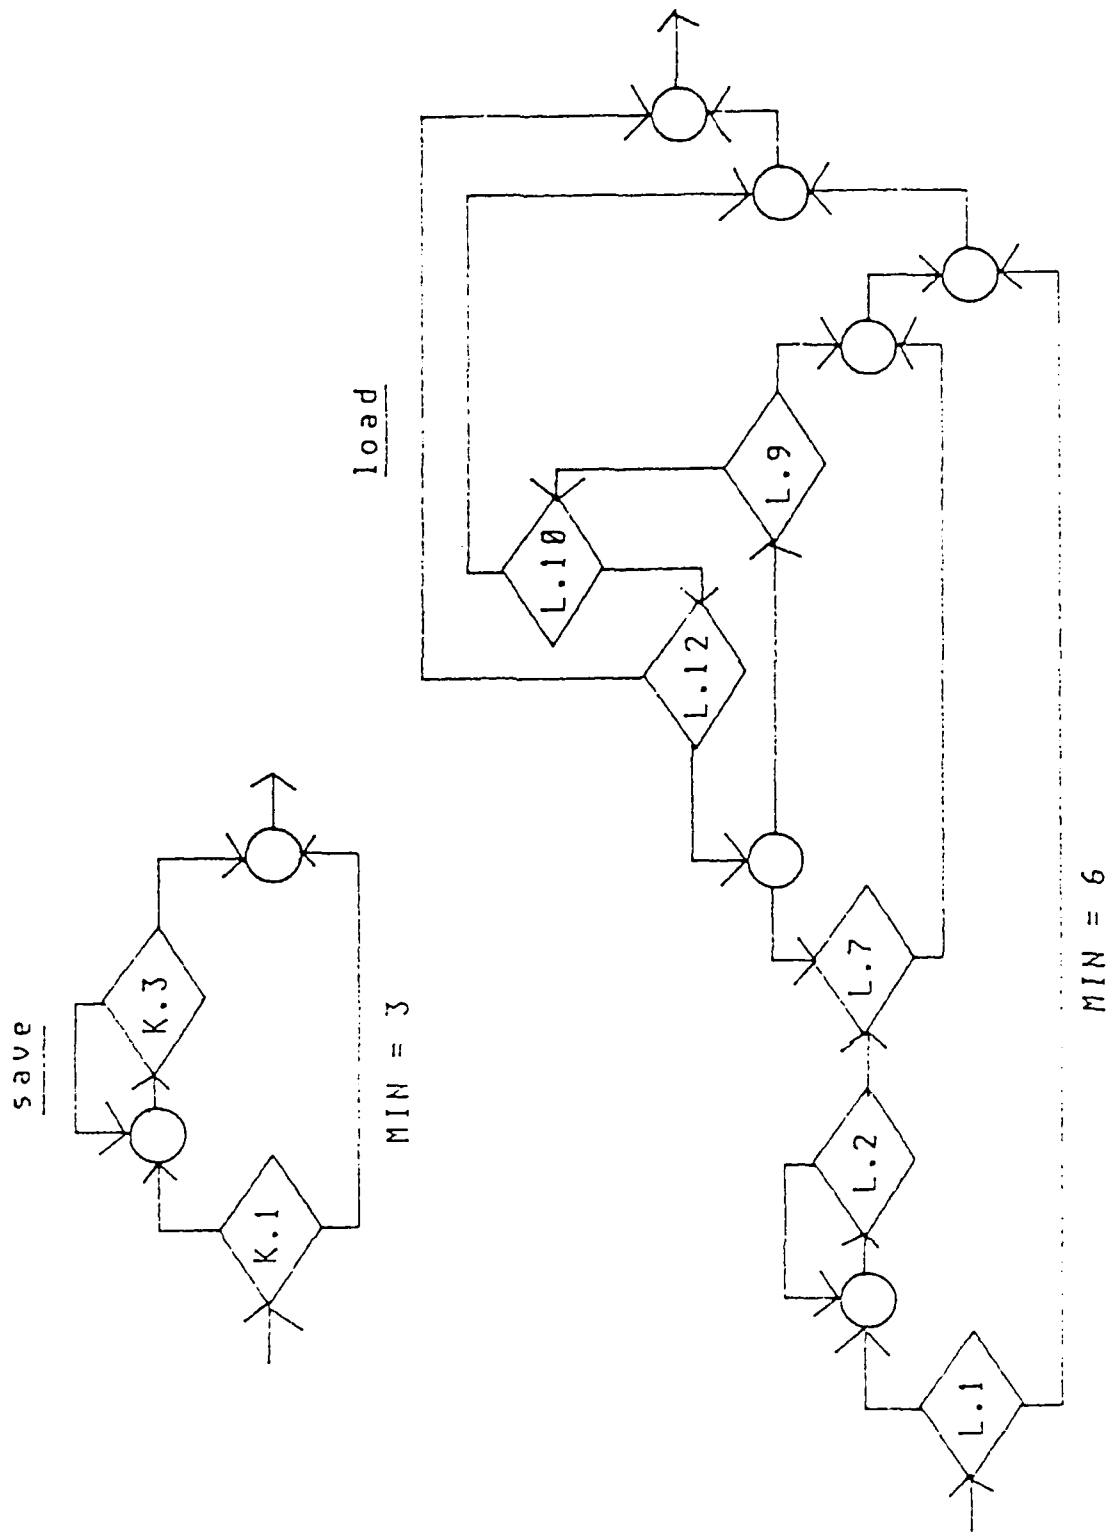 save
K.1
K.3
MIN = 3
load
L.1
L.2
L.7
L.12
L.10
L.9
MIN = 6